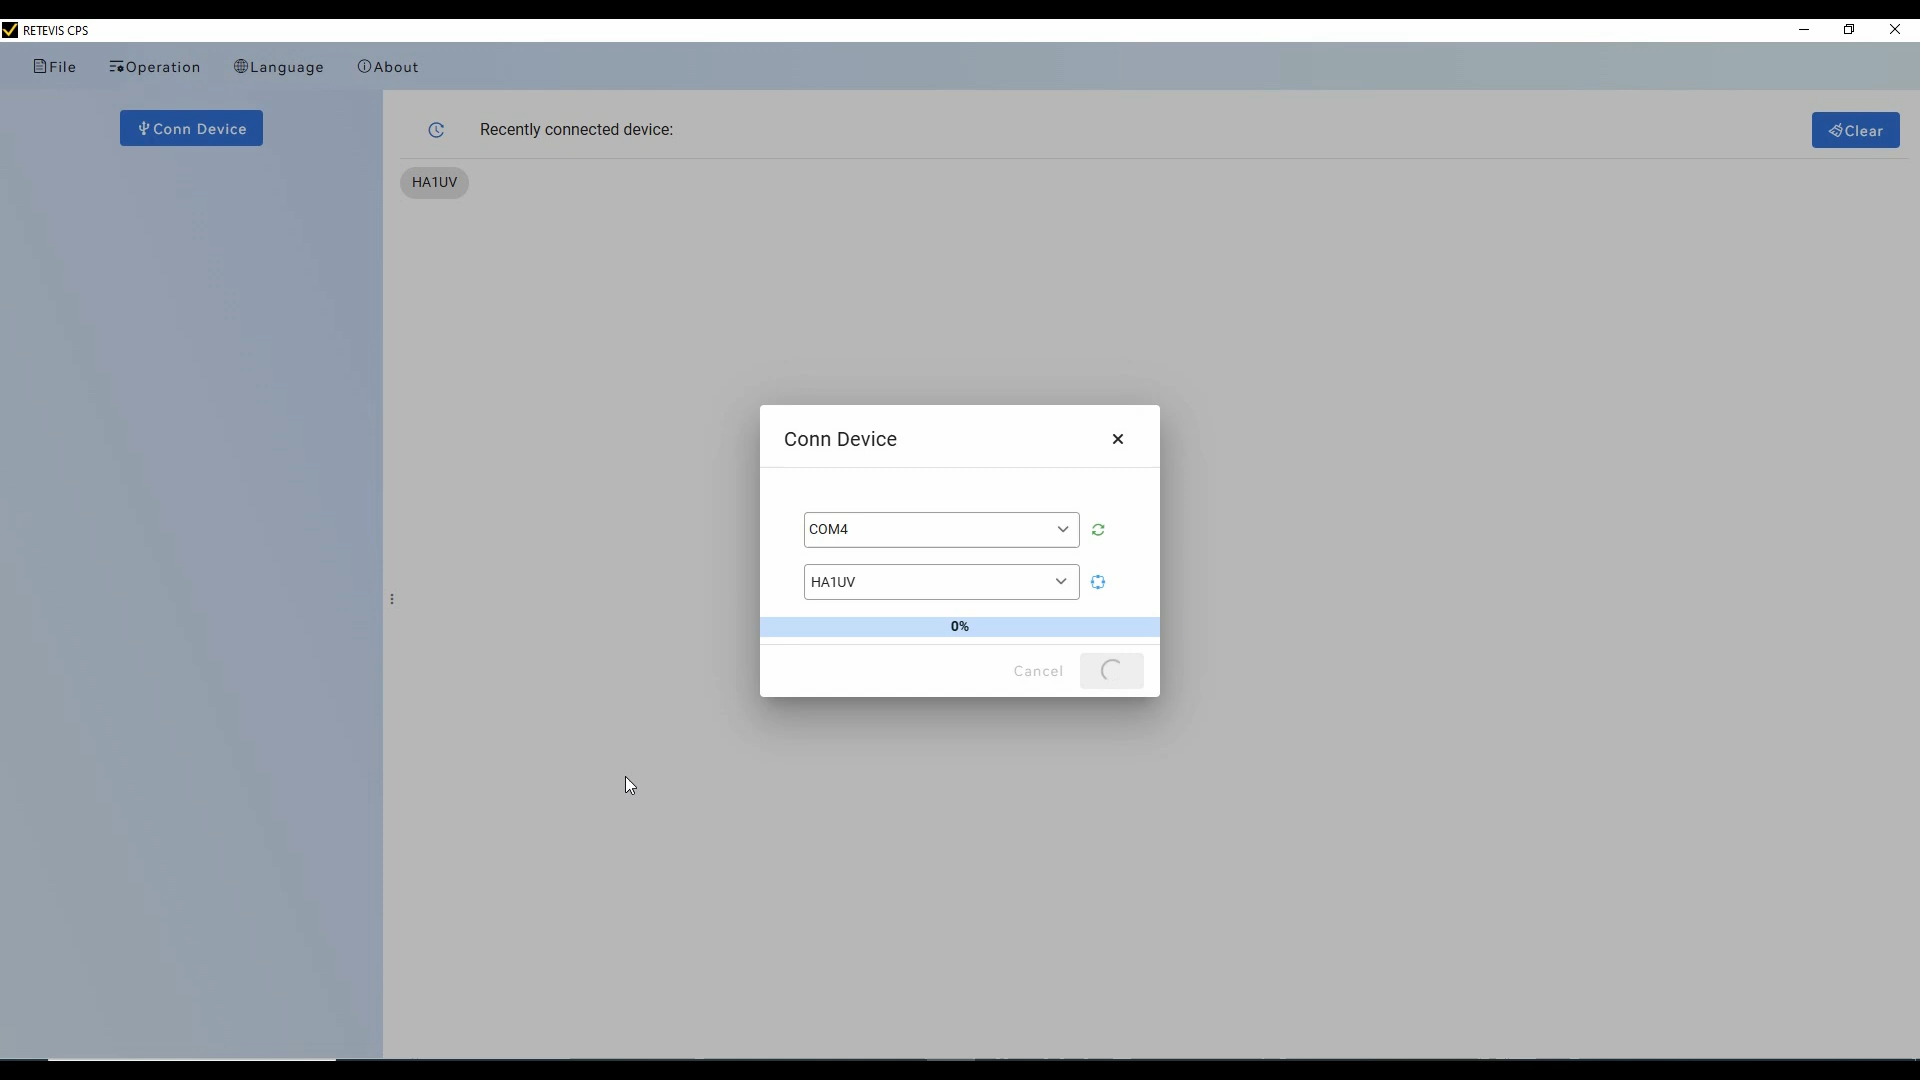 RETEVIS CPS
File Operation Language About
Conn Device
Recently connected device:
Clear
HA1UV
Conn Device
COM4
HA1UV
0%
Cancel